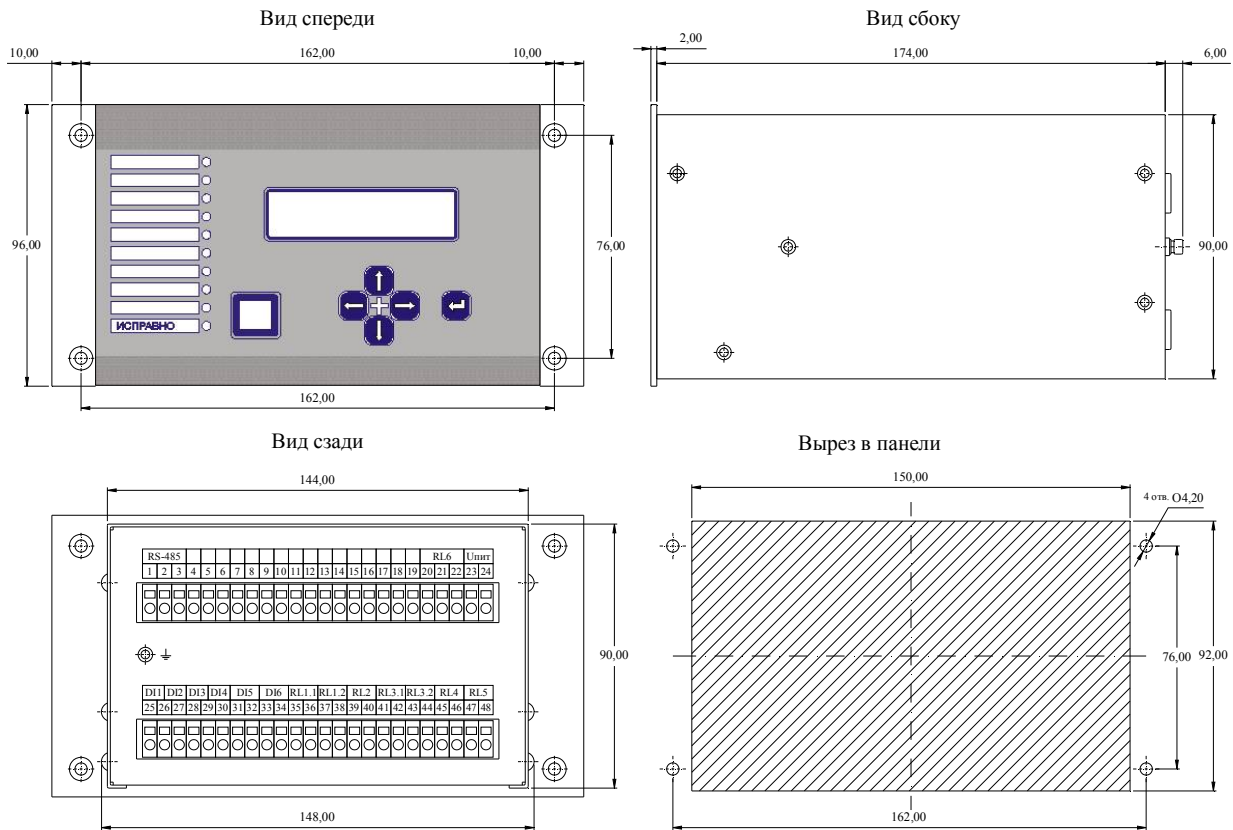 Вид спереди
10,00
162,00
10,00
96,00
76,00
ИСПРАВНО
162,00
Вид сбоку
2,00
174,00
6,00
90,00
Вид сзади
144,00
RS-485 RL6 Uпит
1 2 3 4 5 6 7 8 9 10 11 12 13 14 15 16 17 18 19 20 21 22 23 24
90,00
DI1 DI2 DI3 DI4 DI5 DI6 RL1.1 RL1.2 RL2 RL3.1 RL3.2 RL4 RL5
25 26 27 28 29 30 31 32 33 34 35 36 37 38 39 40 41 42 43 44 45 46 47 48
148,00
Вырез в панели
150,00
4 отв. O4,20
76,00
92,00
162,00